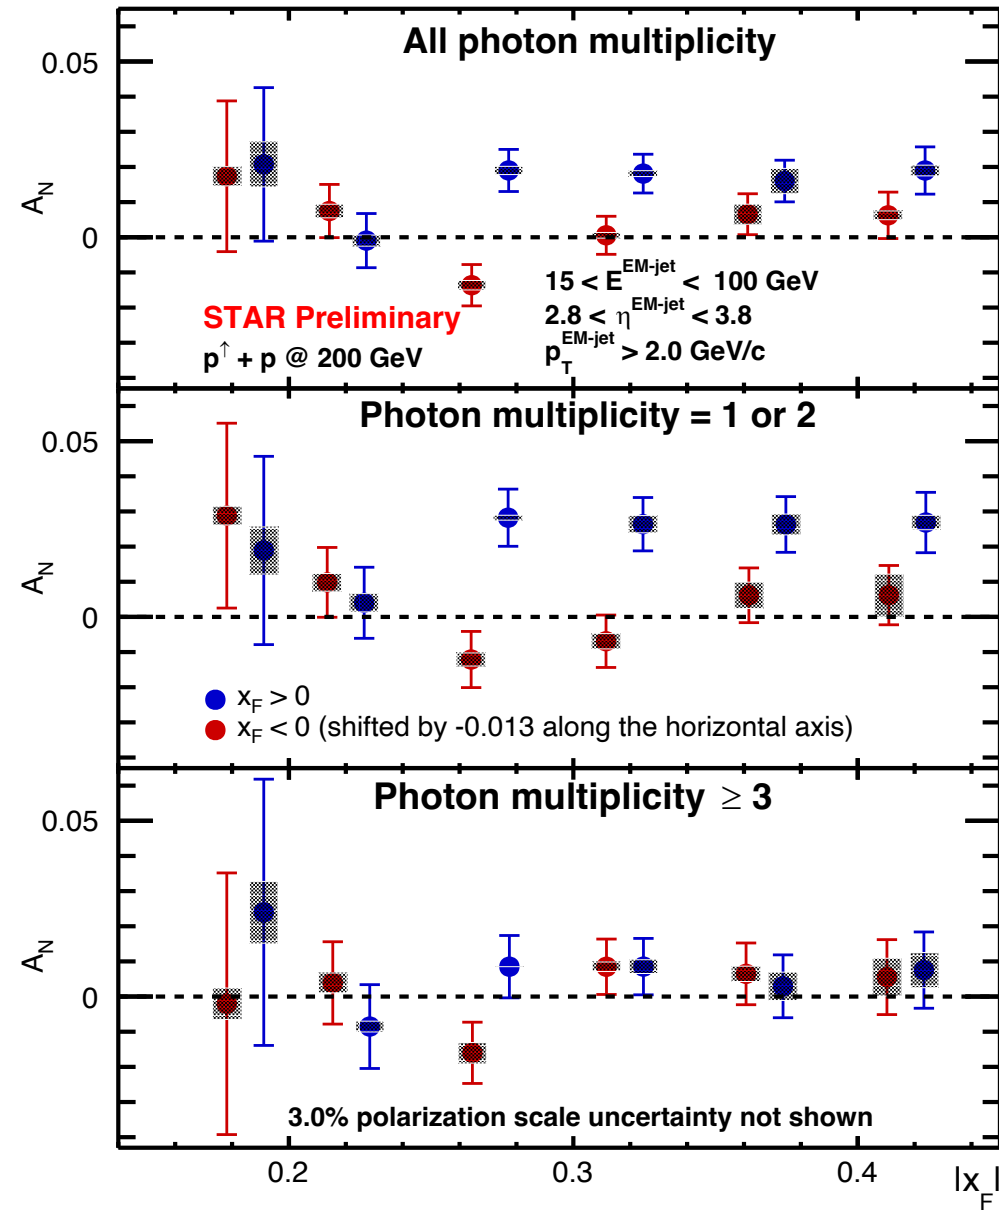 All photon multiplicity
0.05
A_N
0
15 < E^EM-jet < 100 GeV
STAR Preliminary
2.8 < η^EM-jet < 3.8
p↑ + p @ 200 GeV
p_T^EM-jet > 2.0 GeV/c
Photon multiplicity = 1 or 2
0.05
A_N
0
x_F > 0
x_F < 0 (shifted by -0.013 along the horizontal axis)
Photon multiplicity ≥ 3
0.05
A_N
0
3.0% polarization scale uncertainty not shown
0.2 0.3 0.4
|x_F|